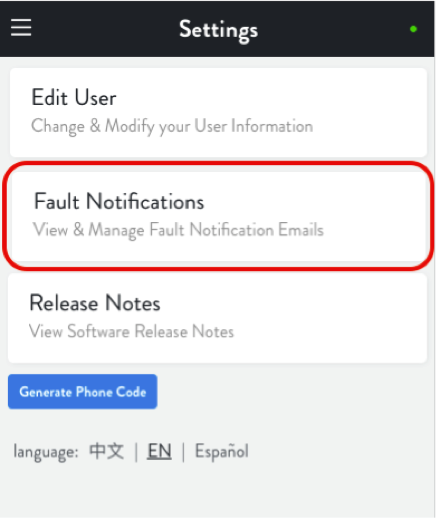 Settings
Edit User
Change & Modify your User Information
Fault Notifications
View & Manage Fault Notification Emails
Release Notes
View Software Release Notes
Generate Phone Code
language: 中文 | EN | Español